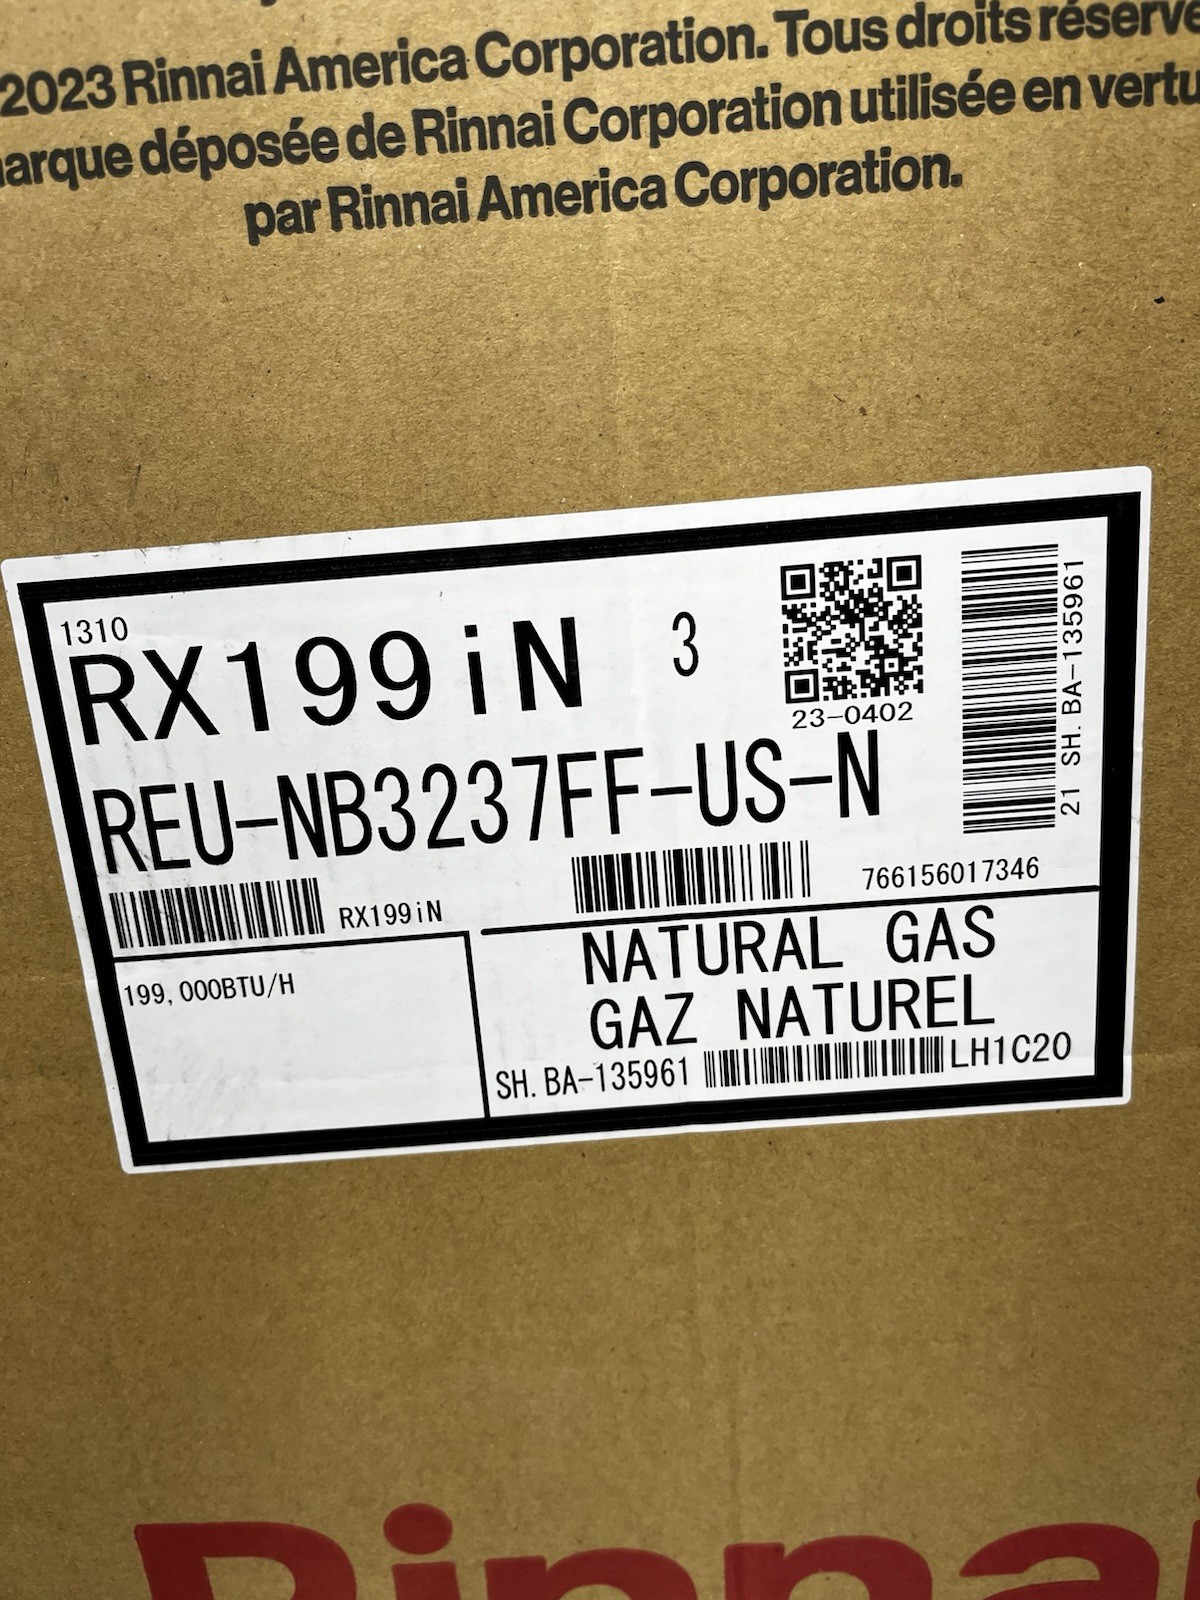 2023 Rinnai America Corporation. Tous droits réservé
marque déposée de Rinnai Corporation utilisée en vertu
par Rinnai America Corporation.
1310
RX199iN 3
23-0402
21 SH. BA-135961
REU-NB3237FF-US-N
RX199iN
766156017346
199,000BTU/H
NATURAL GAS
GAZ NATUREL
SH. BA-135961 LH1C20
Rinnai